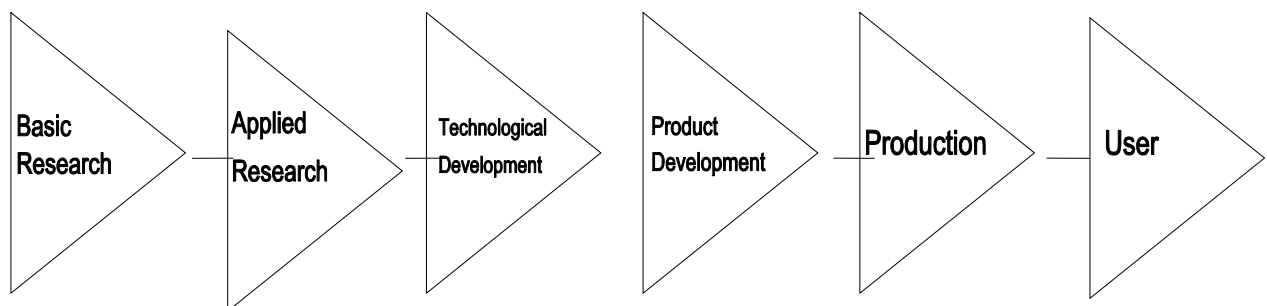 Basic
Research
Applied
Research
Technological
Development
Product
Development
Production
User